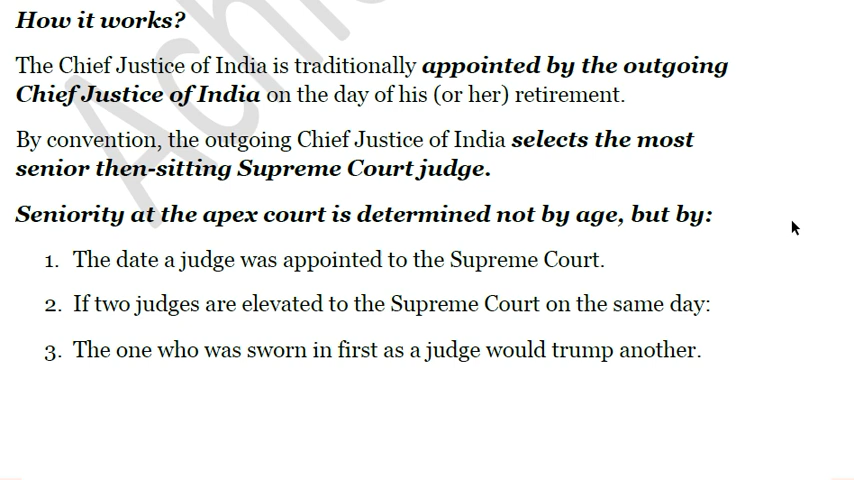 How it works?
The Chief Justice of India is traditionally appointed by the outgoing
Chief Justice of India on the day of his (or her) retirement.
By convention, the outgoing Chief Justice of India selects the most
senior then-sitting Supreme Court judge.
Seniority at the apex court is determined not by age, but by:
1. The date a judge was appointed to the Supreme Court.
2. If two judges are elevated to the Supreme Court on the same day:
3. The one who was sworn in first as a judge would trump another.